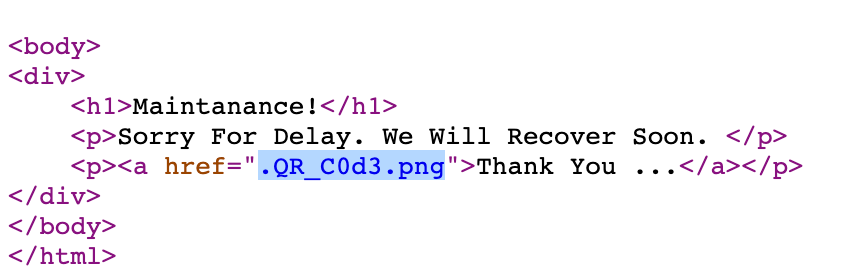 <body>
<div>
<h1>Maintanance!</h1>
<p>Sorry For Delay. We Will Recover Soon. </p>
<p><a href=".QR_C0d3.png">Thank You ...</a></p>
</div>
</body>
</html>